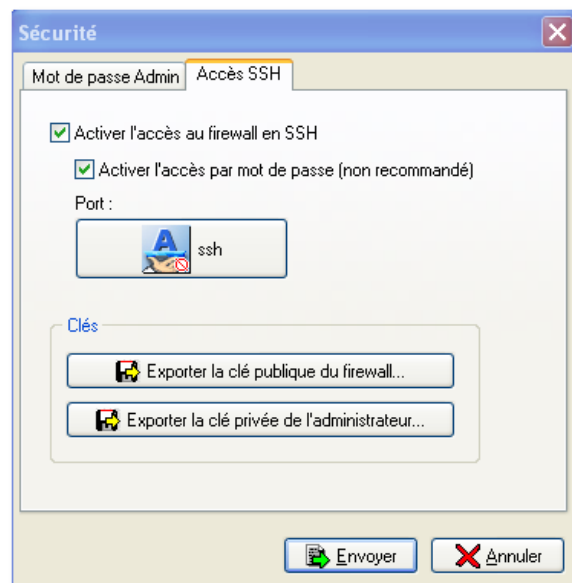 Sécurité
Mot de passe Admin
Accès SSH
Activer l'accès au firewall en SSH
Activer l'accès par mot de passe (non recommandé)
Port :
ssh
Clés
Exporter la clé publique du firewall...
Exporter la clé privée de l'administrateur...
Envoyer
Annuler